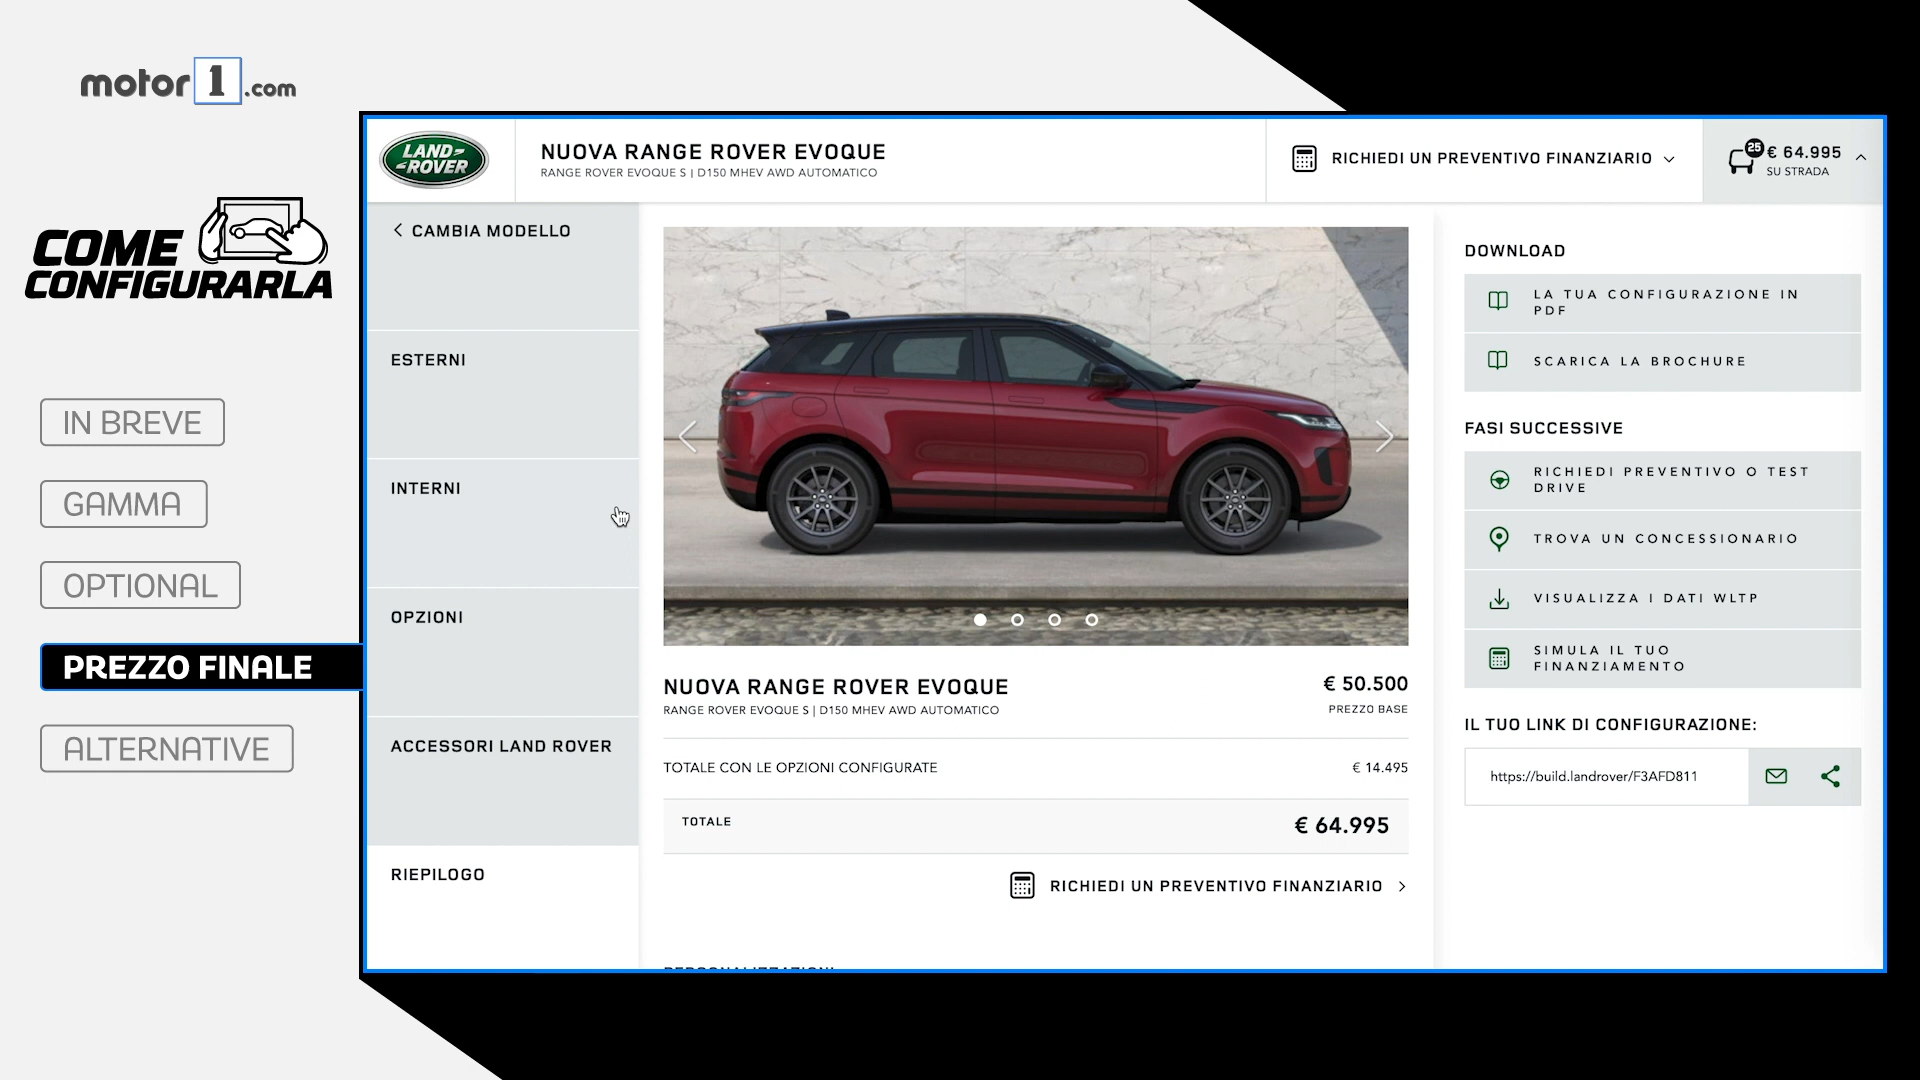 motor1.com
COME
CONFIGURARLA
IN BREVE
GAMMA
OPTIONAL
PREZZO FINALE
ALTERNATIVE
LAND-
-ROVER
NUOVA RANGE ROVER EVOQUE
RANGE ROVER EVOQUE S | D150 MHEV AWD AUTOMATICO
RICHIEDI UN PREVENTIVO FINANZIARIO
25
€ 64.995
SU STRADA
CAMBIA MODELLO
ESTERNI
INTERNI
OPZIONI
ACCESSORI LAND ROVER
RIEPILOGO
NUOVA RANGE ROVER EVOQUE
RANGE ROVER EVOQUE S | D150 MHEV AWD AUTOMATICO
€ 50.500
PREZZO BASE
TOTALE CON LE OPZIONI CONFIGURATE
€ 14.495
TOTALE
€ 64.995
RICHIEDI UN PREVENTIVO FINANZIARIO
PERSONALIZZAZIONI
DOWNLOAD
LA TUA CONFIGURAZIONE IN
PDF
SCARICA LA BROCHURE
FASI SUCCESSIVE
RICHIEDI PREVENTIVO O TEST
DRIVE
TROVA UN CONCESSIONARIO
VISUALIZZA I DATI WLTP
SIMULA IL TUO
FINANZIAMENTO
IL TUO LINK DI CONFIGURAZIONE:
https://build.landrover/F3AFD811